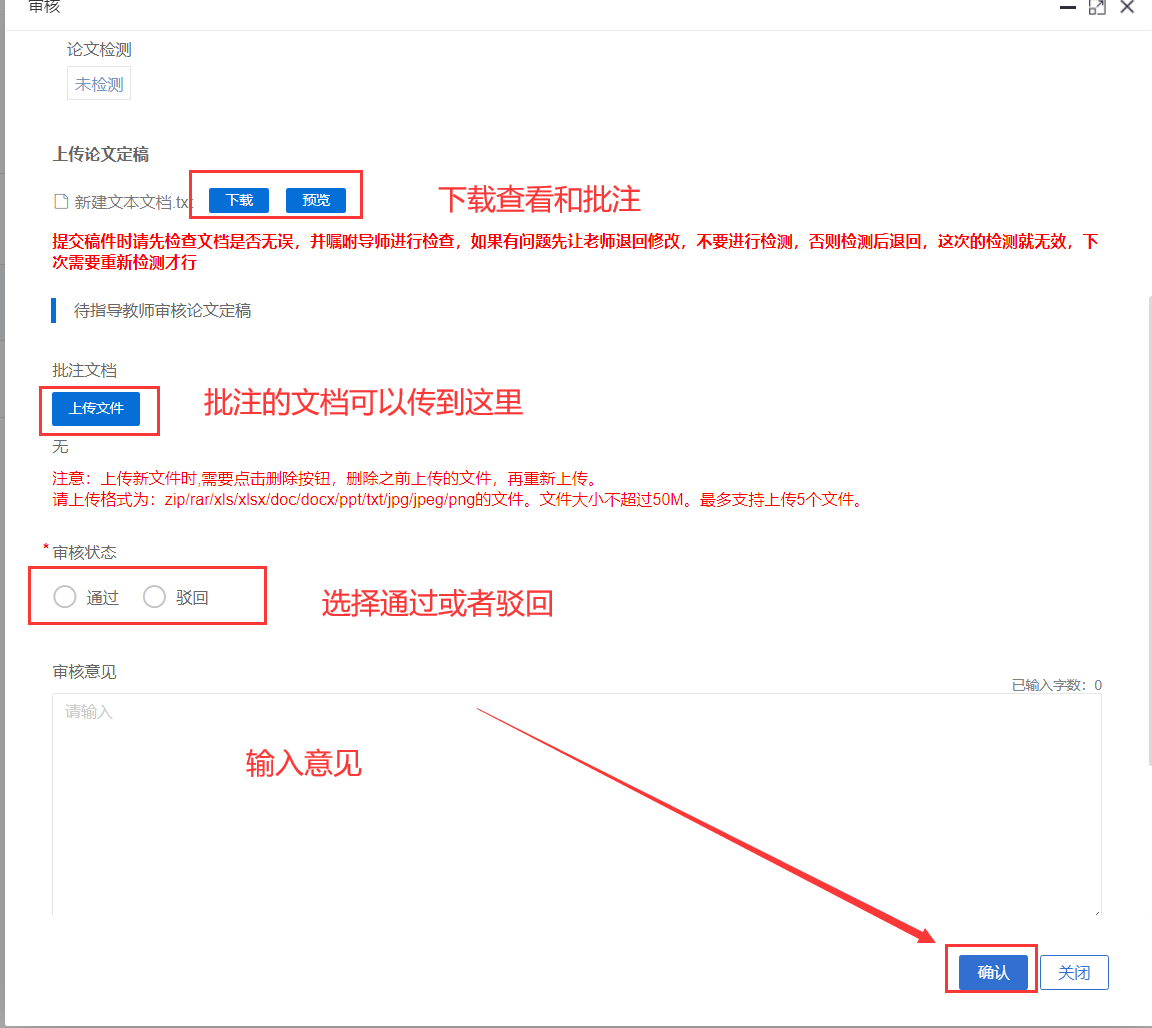 审核
论文检测
未检测
上传论文定稿
新建文本文档.tx
下载
预览
下载查看和批注
提交稿件时请先检查文档是否无误，并嘱咐导师进行检查，如果有问题先让老师退回修改，不要进行检测，否则检测后退回，这次的检测就无效，下
次需要重新检测才行
待指导教师审核论文定稿
批注文档
上传文件
批注的文档可以传到这里
无
注意：上传新文件时,需要点击删除按钮，删除之前上传的文件，再重新上传。
请上传格式为：zip/rar/xls/xlsx/doc/docx/ppt/txt/jpg/jpeg/png的文件。文件大小不超过50M。最多支持上传5个文件。
*审核状态
通过
驳回
选择通过或者驳回
审核意见
已输入字数：0
请输入
输入意见
确认
关闭